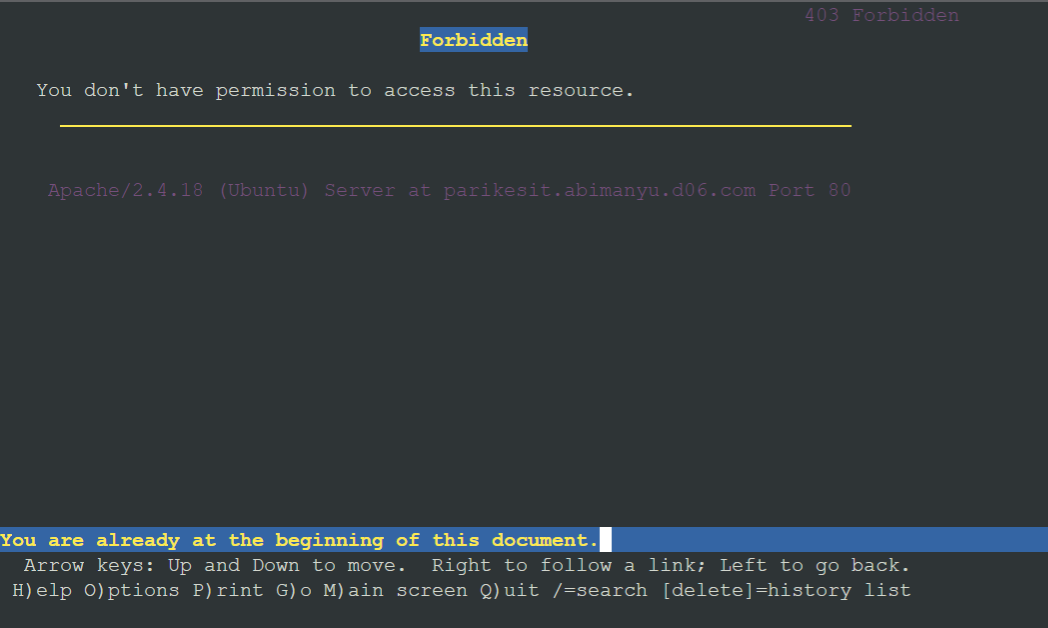 403 Forbidden
Forbidden
You don't have permission to access this resource.
Apache/2.4.18 (Ubuntu) Server at parikesit.abimanyu.d06.com Port 80
You are already at the beginning of this document.
Arrow keys: Up and Down to move. Right to follow a link; Left to go back.
H)elp O)ptions P)rint G)o M)ain screen Q)uit /=search [delete]=history list